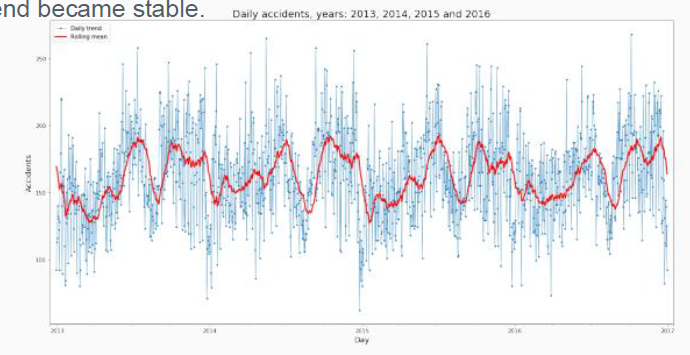 end became stable.
Daily accidents, years: 2013, 2014, 2015 and 2016
Daily trend
Rolling mean
250
200
150
100
Accidents
2013
2014
2015
2016
2017
Day